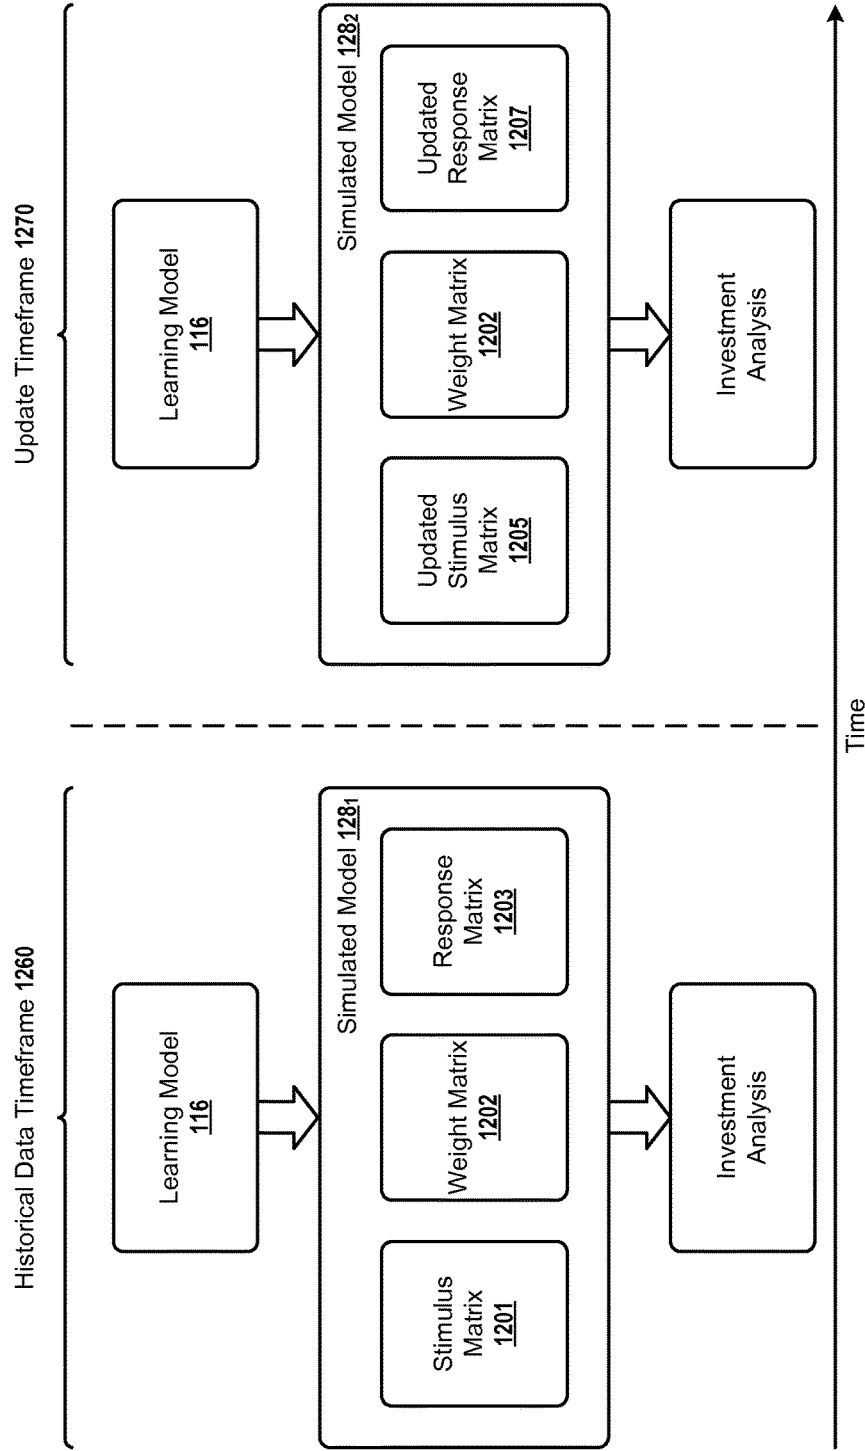 Historical Data Timeframe 1260
Learning Model
116
Simulated Model 128₁
Stimulus
Matrix
1201
Weight Matrix
1202
Response
Matrix
1203
Investment
Analysis
Update Timeframe 1270
Learning Model
116
Simulated Model 128₂
Updated
Stimulus
Matrix
1205
Weight Matrix
1202
Updated
Response
Matrix
1207
Investment
Analysis
Time